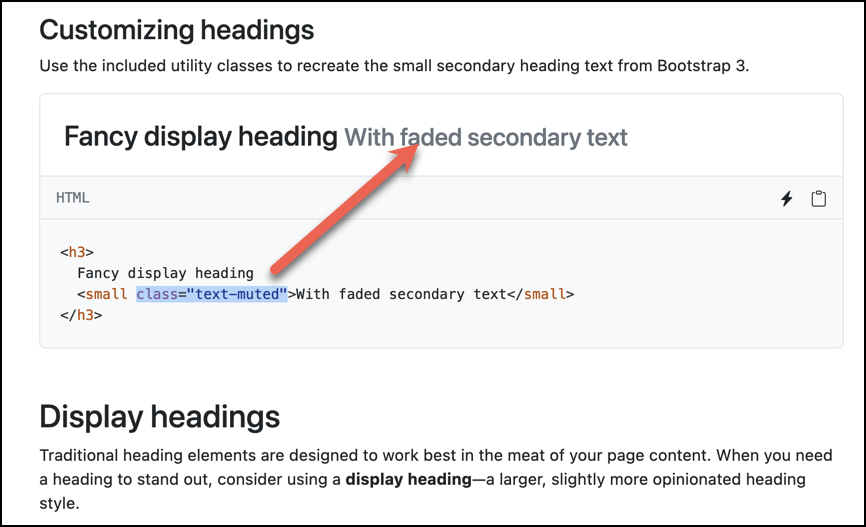 Customizing headings
Use the included utility classes to recreate the small secondary heading text from Bootstrap 3.
Fancy display heading With faded secondary text
HTML
<h3>
  Fancy display heading
  <small class="text-muted">With faded secondary text</small>
</h3>
Display headings
Traditional heading elements are designed to work best in the meat of your page content. When you need
a heading to stand out, consider using a display heading—a larger, slightly more opinionated heading
style.